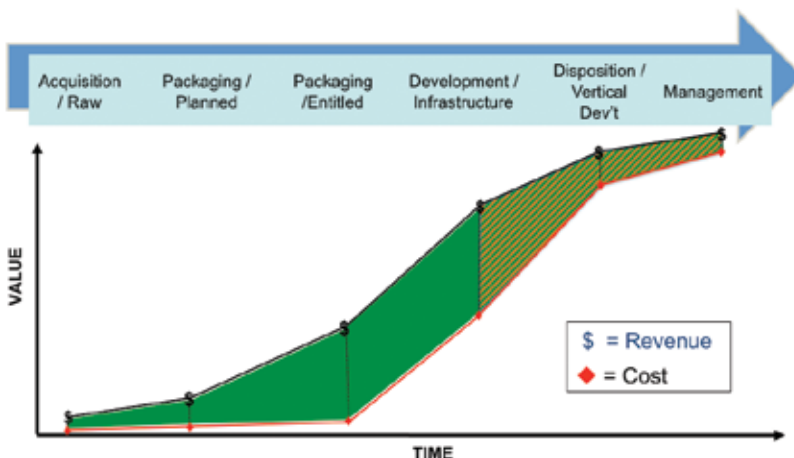 Acquisition
/ Raw
Packaging /
Planned
Packaging
/Entitled
Development /
Infrastructure
Disposition /
Vertical
Dev't
Management
VALUE
$
$
$
$
$
$
$ = Revenue
= Cost
TIME